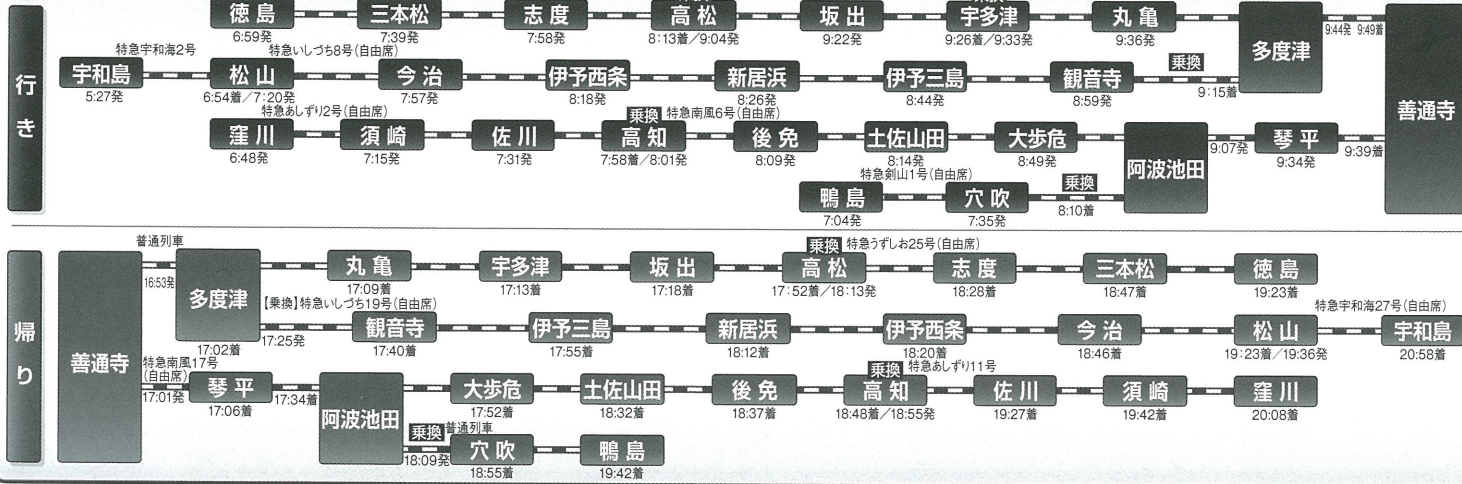 行き
徳島 三本松 志度 高松 坂出 宇多津 丸亀
6:59発 7:39発 7:58発 8:13着／9:04発 9:22発 9:26着／9:33発 9:36発 多度津 9:44発 9:49着
特急宇和海2号 特急いしづち8号(自由席)
宇和島 松山 今治 伊予西条 新居浜 伊予三島 観音寺 乗換
5:27発 6:54着／7:20発 7:57発 8:18発 8:26発 8:44発 8:59発 9:15着
善通寺
特急あしずり2号(自由席) 乗換 特急南風6号(自由席)
窪川 須崎 佐川 高知 後免 土佐山田 大歩危 阿波池田 琴平
6:48発 7:15発 7:31発 7:58着／8:01発 8:09発 8:14発 8:49発 9:07発 9:34発 9:39着
特急剣山1号(自由席)
鴨島 穴吹 乗換
7:04発 7:35発 8:10着
帰り
普通列車 乗換 特急うずしお25号(自由席)
善通寺 16:53発 多度津 丸亀 宇多津 坂出 高松 志度 三本松 徳島
17:09着 17:13着 17:18着 17:52着／18:13発 18:28着 18:47着 19:23着
【乗換】特急いしづち19号(自由席) 特急宇和海27号(自由席)
観音寺 伊予三島 新居浜 伊予西条 今治 松山 宇和島
17:02着 17:25発 17:40着 17:55着 18:12着 18:20着 18:46着 19:23着／19:36発 20:58着
特急南風17号
(自由席) 乗換 特急あしずり11号
琴平 阿波池田 大歩危 土佐山田 後免 高知 佐川 須崎 窪川
17:01発 17:06着 17:34着 17:52着 18:32着 18:37着 18:48着／18:55発 19:27着 19:42着 20:08着
乗換 普通列車
穴吹 鴨島
18:09発 18:55着 19:42着